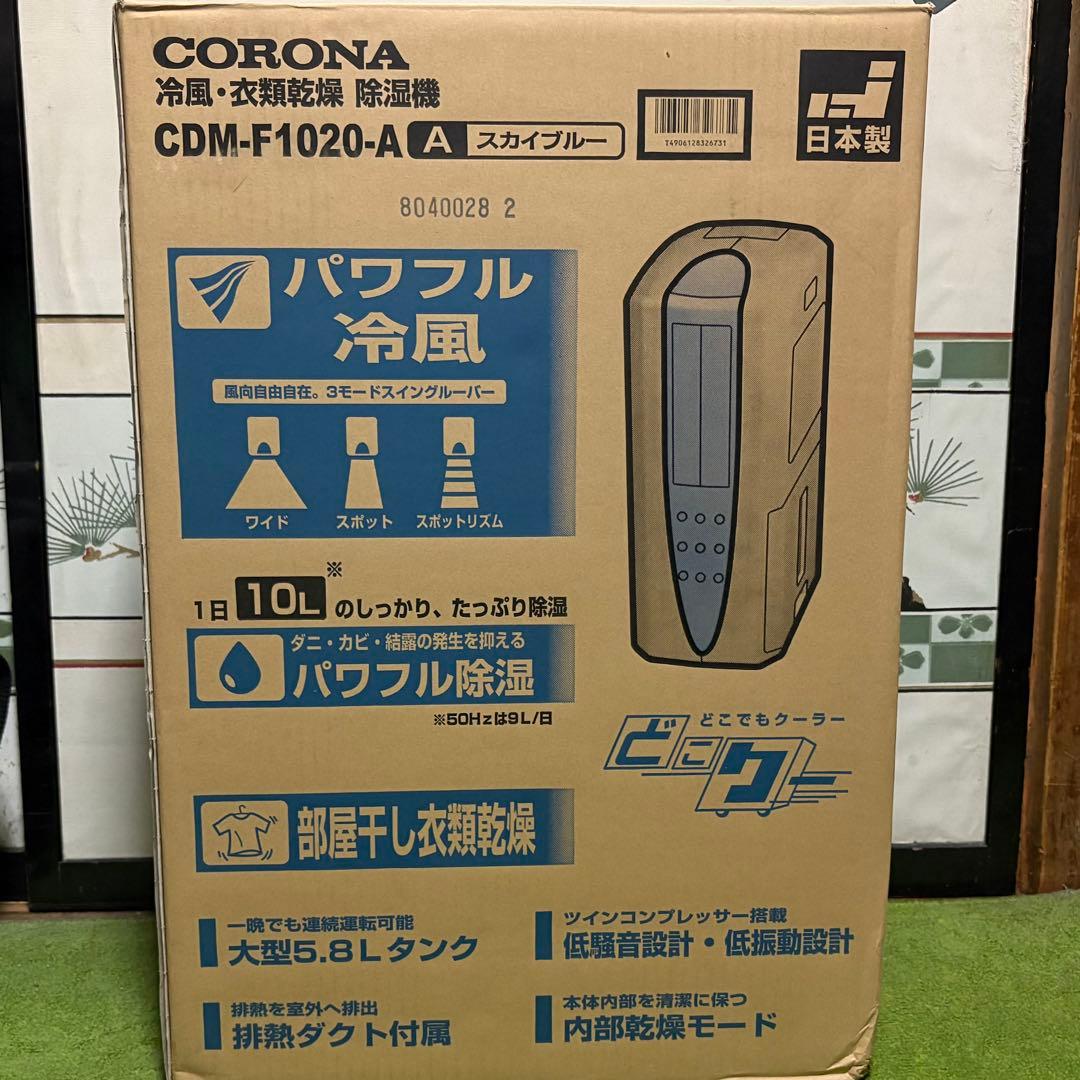 CORONA
冷風・衣類乾燥 除湿機
CDM-F1020-A A スカイブルー
T4906128326731
日本製
8040028 2
パワフル
冷風
風向自由自在。3モードスイングルーバー
ワイド スポット スポットリズム
1日 10L※ のしっかり、たっぷり除湿
ダニ・カビ・結露の発生を抑える
パワフル除湿
※50Hzは9L/日
どこでもクーラー
どこクー
部屋干し衣類乾燥
一晩でも連続運転可能
大型5.8Lタンク
ツインコンプレッサー搭載
低騒音設計・低振動設計
排熱を室外へ排出
排熱ダクト付属
本体内部を清潔に保つ
内部乾燥モード